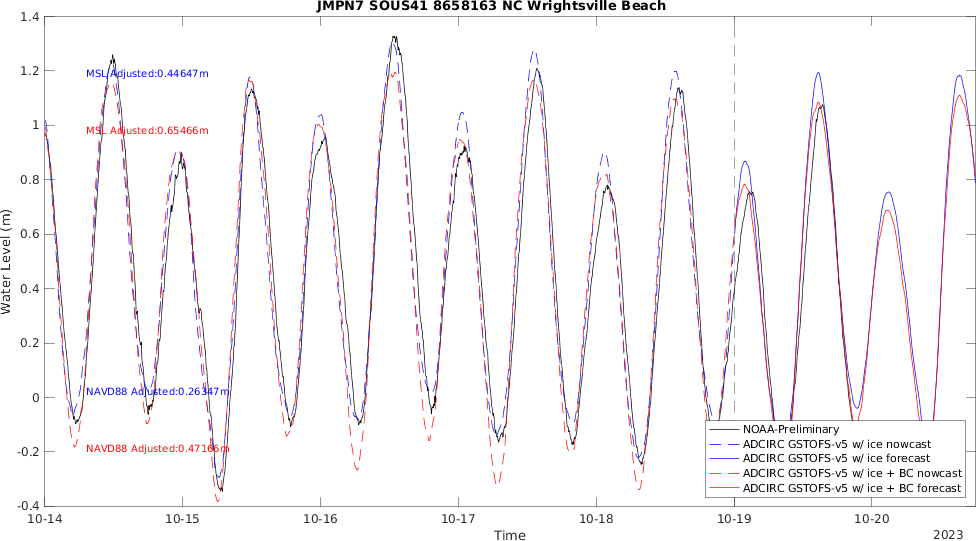 JMPN7 SOUS41 8658163 NC Wrightsville Beach
1.4
1.2
1
0.8
0.6
0.4
0.2
0
-0.2
-0.4
Water Level (m)
MSL Adjusted:0.44647m
MSL Adjusted:0.65466m
NAVD88 Adjusted:0.26347m
NAVD88 Adjusted:0.47166m
NOAA-Preliminary
ADCIRC GSTOFS-v5 w/ ice nowcast
ADCIRC GSTOFS-v5 w/ ice forecast
ADCIRC GSTOFS-v5 w/ ice + BC nowcast
ADCIRC GSTOFS-v5 w/ ice + BC forecast
10-14 10-15 10-16 10-17 10-18 10-19 10-20
Time
2023